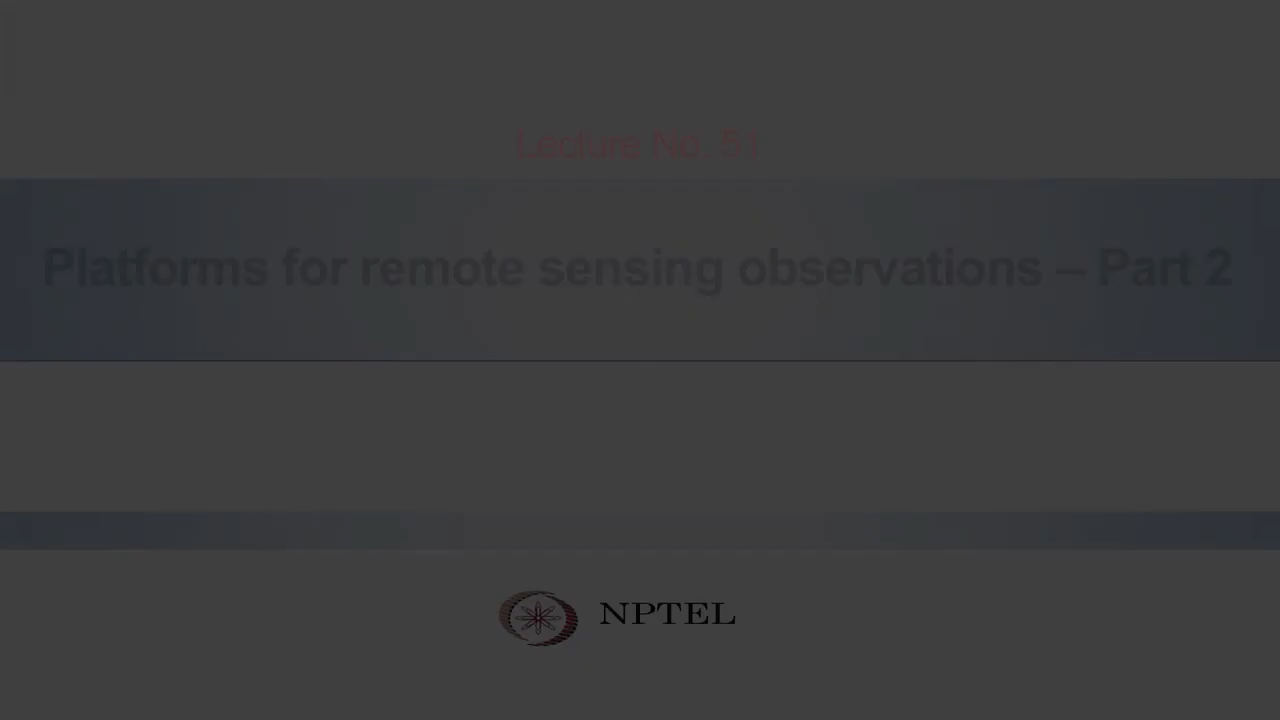 Lecture No. 51
Platforms for remote sensing observations – Part 2
NPTEL